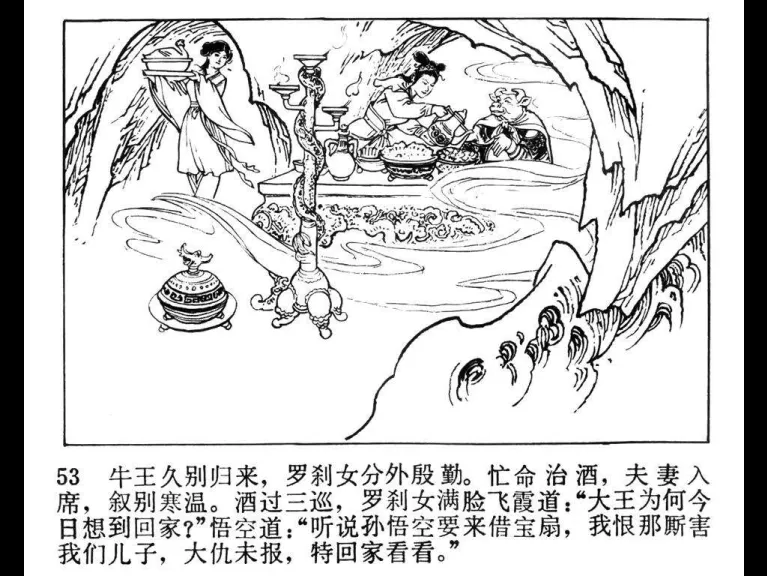 53 牛王久别归来，罗刹女分外殷勤。忙命治酒，夫妻入
席，叙别寒温。酒过三巡，罗刹女满脸飞霞道：“大王为何今
日想到回家？”悟空道：“听说孙悟空要来借宝扇，我恨那厮害
我们儿子，大仇未报，特回家看看。”